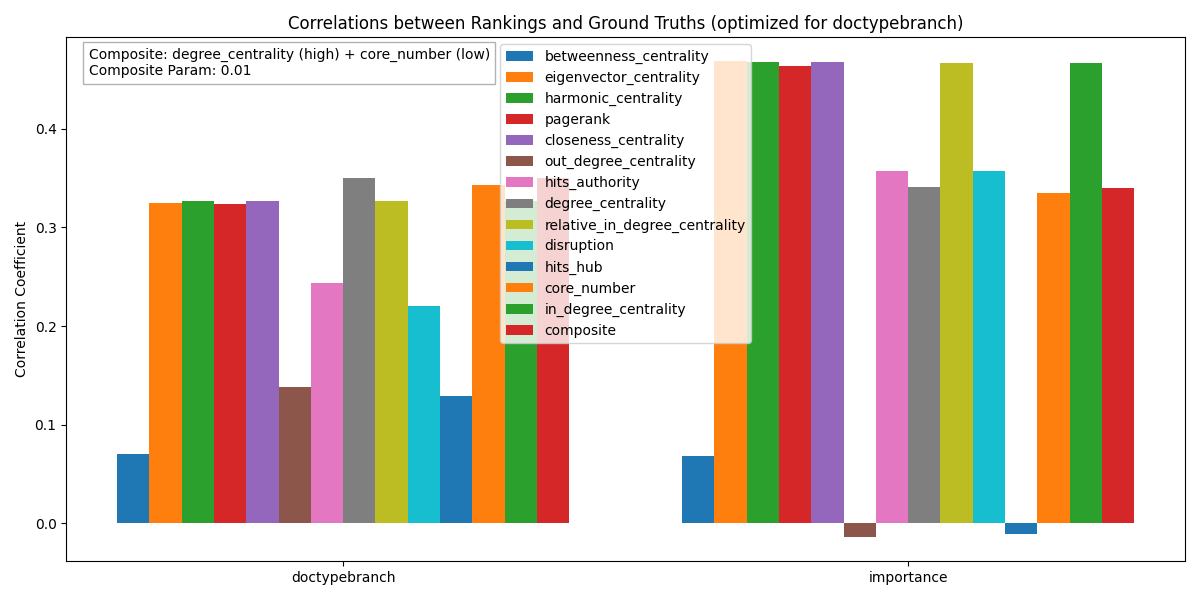 Correlations between Rankings and Ground Truths (optimized for doctypebranch)
Composite: degree_centrality (high) + core_number (low)
Composite Param: 0.01
betweenness_centrality
eigenvector_centrality
harmonic_centrality
pagerank
closeness_centrality
out_degree_centrality
hits_authority
degree_centrality
relative_in_degree_centrality
disruption
hits_hub
core_number
in_degree_centrality
composite
Correlation Coefficient
0.4
0.3
0.2
0.1
0.0
doctypebranch
importance